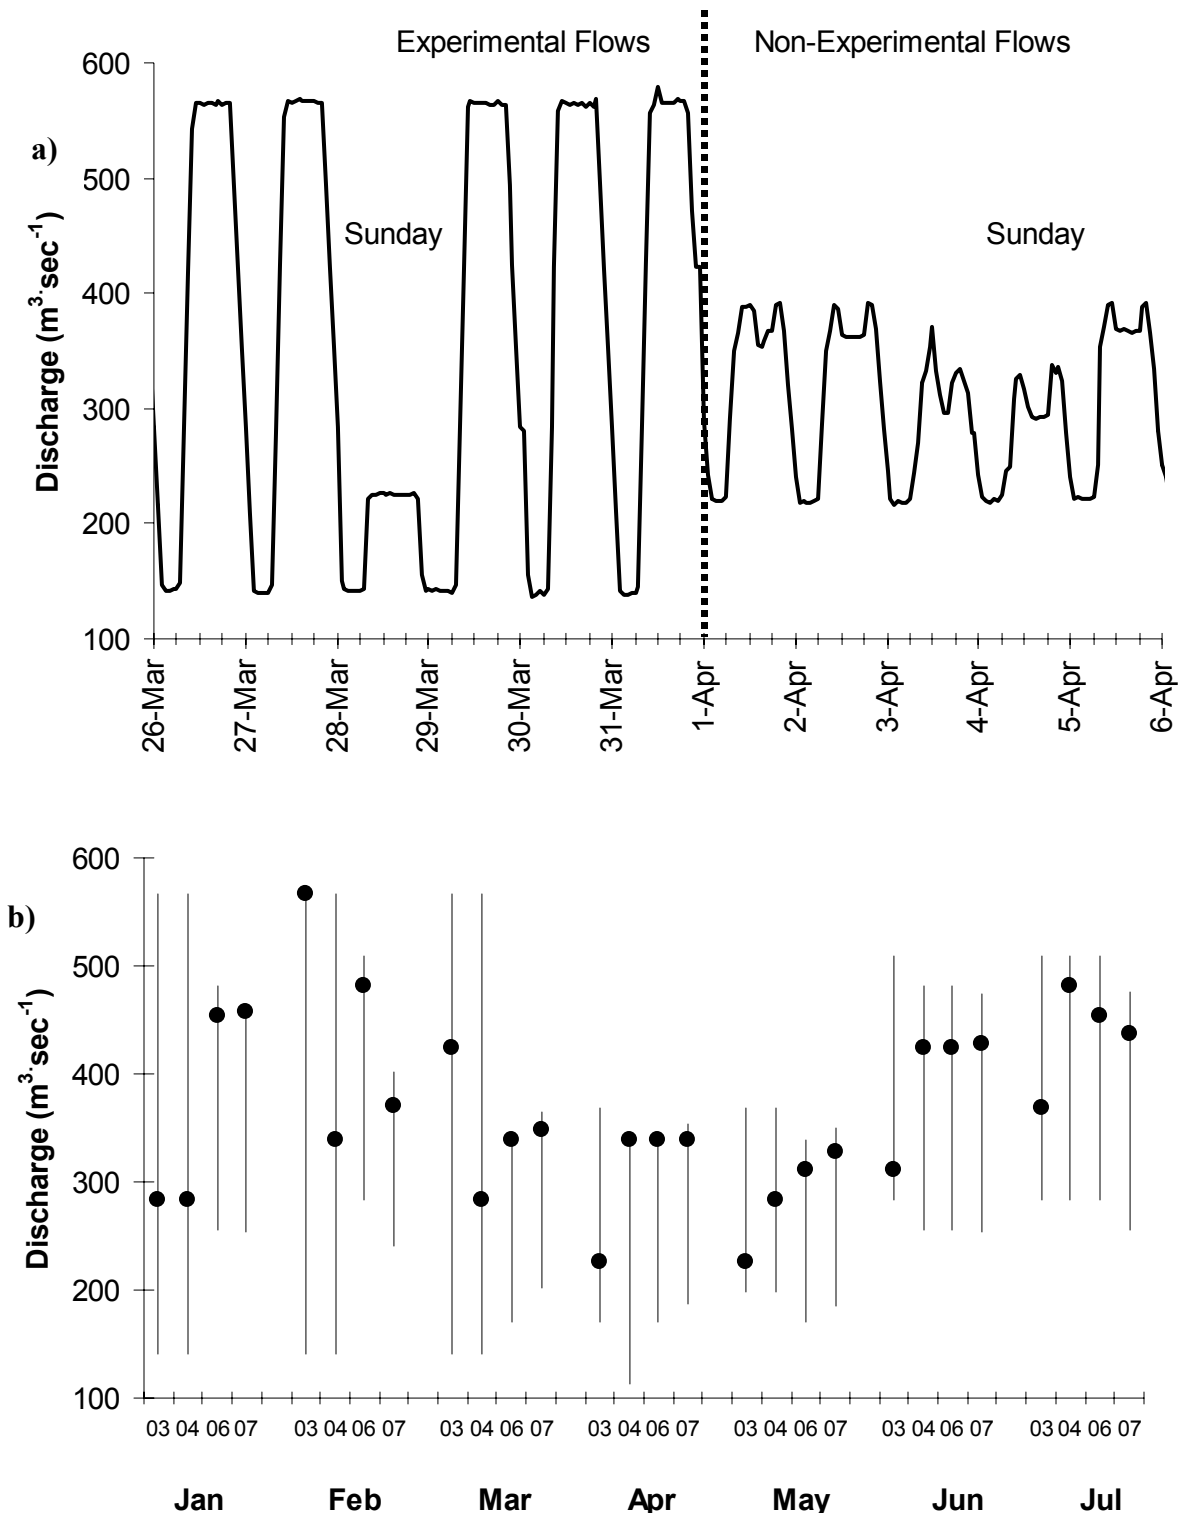 Experimental Flows Non-Experimental Flows
a)
Discharge (m³·sec⁻¹)
600
500
400
300
200
100
Sunday Sunday
26-Mar 27-Mar 28-Mar 29-Mar 30-Mar 31-Mar 1-Apr 2-Apr 3-Apr 4-Apr 5-Apr 6-Apr
b)
Discharge (m³·sec⁻¹)
600
500
400
300
200
100
03 04 06 07 03 04 06 07 03 04 06 07 03 04 06 07 03 04 06 07 03 04 06 07 03 04 06 07
Jan Feb Mar Apr May Jun Jul